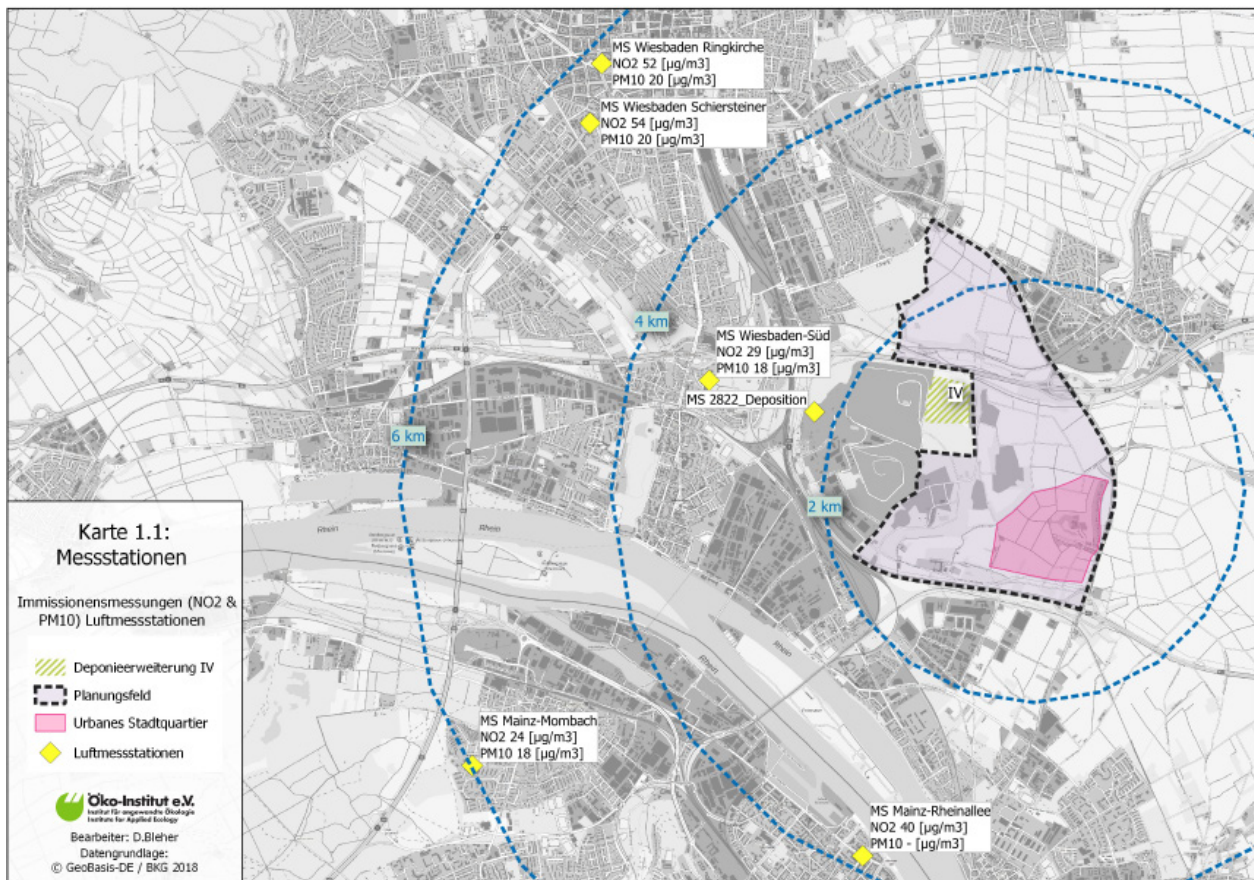 MS Wiesbaden Ringkirche
NO2 52 [µg/m3]
PM10 20 [µg/m3]
MS Wiesbaden Schiersteiner
NO2 54 [µg/m3]
PM10 20 [µg/m3]
4 km
MS Wiesbaden-Süd
NO2 29 [µg/m3]
PM10 18 [µg/m3]
MS 2822_Deposition
IV
6 km
2 km
Rhein
Rhein
Rhein
Rhein
Karte 1.1:
Messstationen
Immissionensmessungen (NO2 &
PM10) Luftmessstationen
Deponieerweiterung IV
Planungsfeld
Urbanes Stadtquartier
Luftmessstationen
Öko-Institut e.V.
Institut für angewandte Ökologie
Institute for Applied Ecology
Bearbeiter: D.Bleher
Datengrundlage:
© GeoBasis-DE / BKG 2018
MS Mainz-Mombach
NO2 24 [µg/m3]
PM10 18 [µg/m3]
MS Mainz-Rheinallee
NO2 40 [µg/m3]
PM10 - [µg/m3]